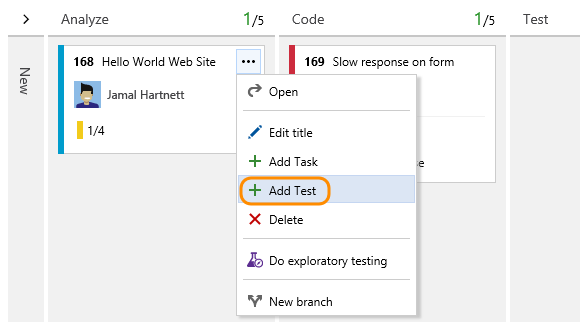 Analyze 1/5
Code 1/5
Test
New
168 Hello World Web Site
Jamal Hartnett
1/4
169 Slow response on form
Open
Edit title
Add Task
Add Test
Delete
Do exploratory testing
New branch